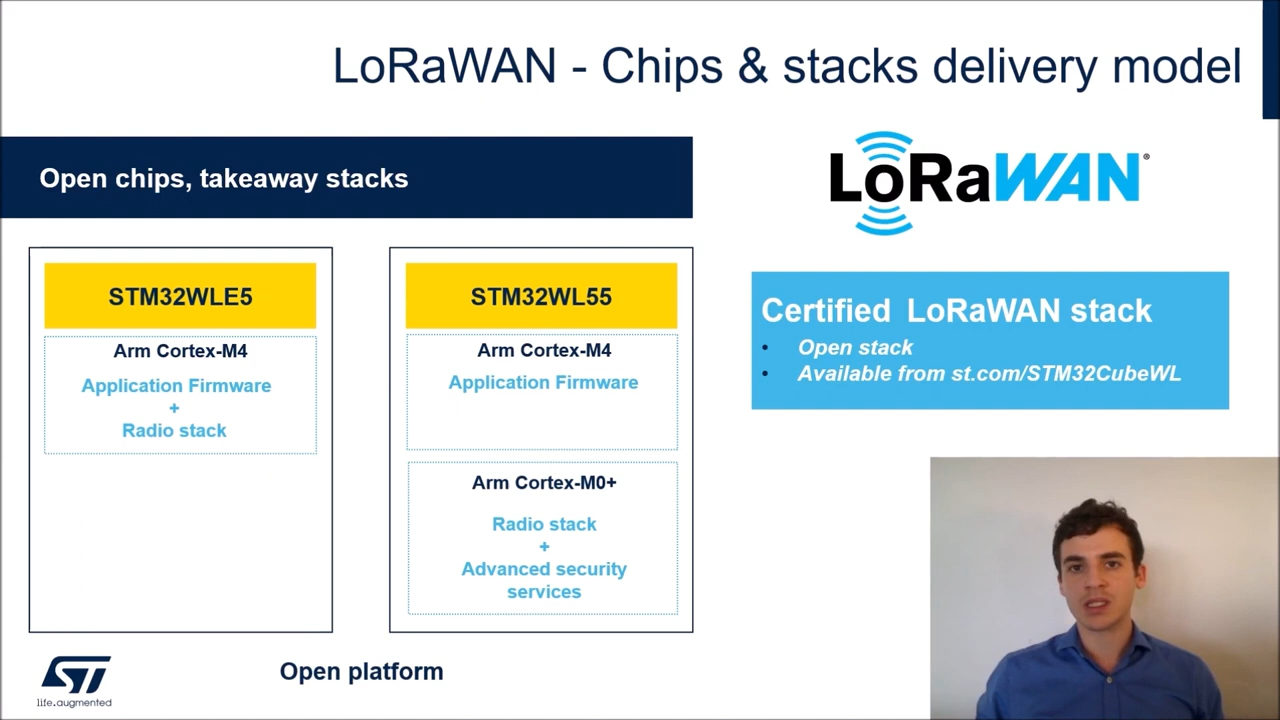 LoRaWAN - Chips & stacks delivery model
Open chips, takeaway stacks
LoRaWAN®
STM32WLE5
Arm Cortex-M4
Application Firmware
+
Radio stack
STM32WL55
Arm Cortex-M4
Application Firmware
Arm Cortex-M0+
Radio stack
+
Advanced security
services
Certified LoRaWAN stack
• Open stack
• Available from st.com/STM32CubeWL
ST
life.augmented
Open platform